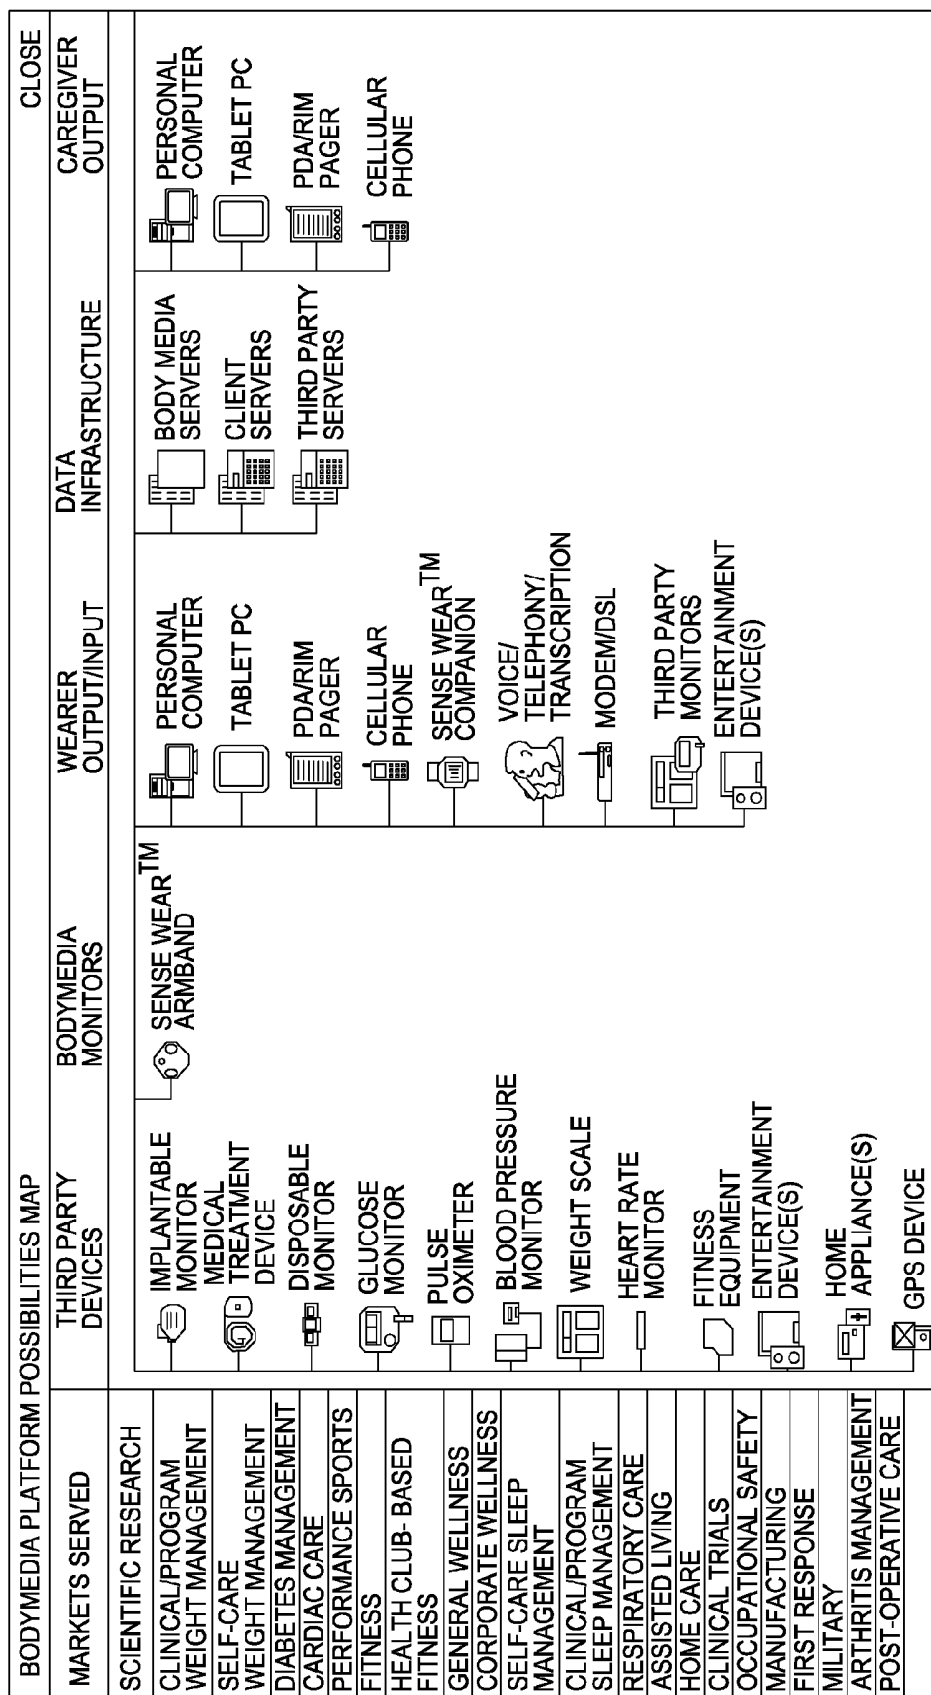 BODYMEDIA PLATFORM POSSIBILITIES MAP
CLOSE
MARKETS SERVED
THIRD PARTY
DEVICES
BODYMEDIA
MONITORS
WEARER
OUTPUT/INPUT
DATA
INFRASTRUCTURE
CAREGIVER
OUTPUT
SCIENTIFIC RESEARCH
CLINICAL/PROGRAM
WEIGHT MANAGEMENT
SELF-CARE
WEIGHT MANAGEMENT
DIABETES MANAGEMENT
CARDIAC CARE
PERFORMANCE SPORTS
FITNESS
HEALTH CLUB- BASED
FITNESS
GENERAL WELLNESS
CORPORATE WELLNESS
SELF-CARE SLEEP
MANAGEMENT
CLINICAL/PROGRAM
SLEEP MANAGEMENT
RESPIRATORY CARE
ASSISTED LIVING
HOME CARE
CLINICAL TRIALS
OCCUPATIONAL SAFETY
MANUFACTURING
FIRST RESPONSE
MILITARY
ARTHRITIS MANAGEMENT
POST-OPERATIVE CARE
IMPLANTABLE
MONITOR
MEDICAL
TREATMENT
DEVICE
DISPOSABLE
MONITOR
GLUCOSE
MONITOR
PULSE
OXIMETER
BLOOD PRESSURE
MONITOR
WEIGHT SCALE
HEART RATE
MONITOR
FITNESS
EQUIPMENT
ENTERTAINMENT
DEVICE(S)
HOME
APPLIANCE(S)
GPS DEVICE
SENSE WEAR™
ARMBAND
PERSONAL
COMPUTER
TABLET PC
PDA/RIM
PAGER
CELLULAR
PHONE
SENSE WEAR™
COMPANION
VOICE/
TELEPHONY/
TRANSCRIPTION
MODEM/DSL
THIRD PARTY
MONITORS
ENTERTAINMENT
DEVICE(S)
BODY MEDIA
SERVERS
CLIENT
SERVERS
THIRD PARTY
SERVERS
PERSONAL
COMPUTER
TABLET PC
PDA/RIM
PAGER
CELLULAR
PHONE